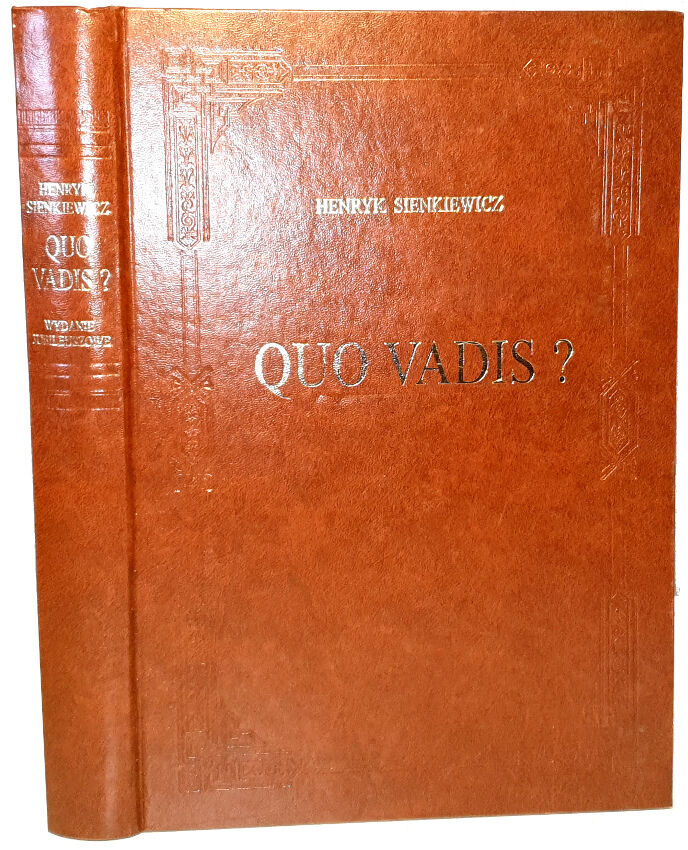 HENRYK
SIENKIEWICZ
QUO
VADIS ?
WYDANIE
JUBILEUSZOWE
HENRYK SIENKIEWICZ
QUO VADIS ?